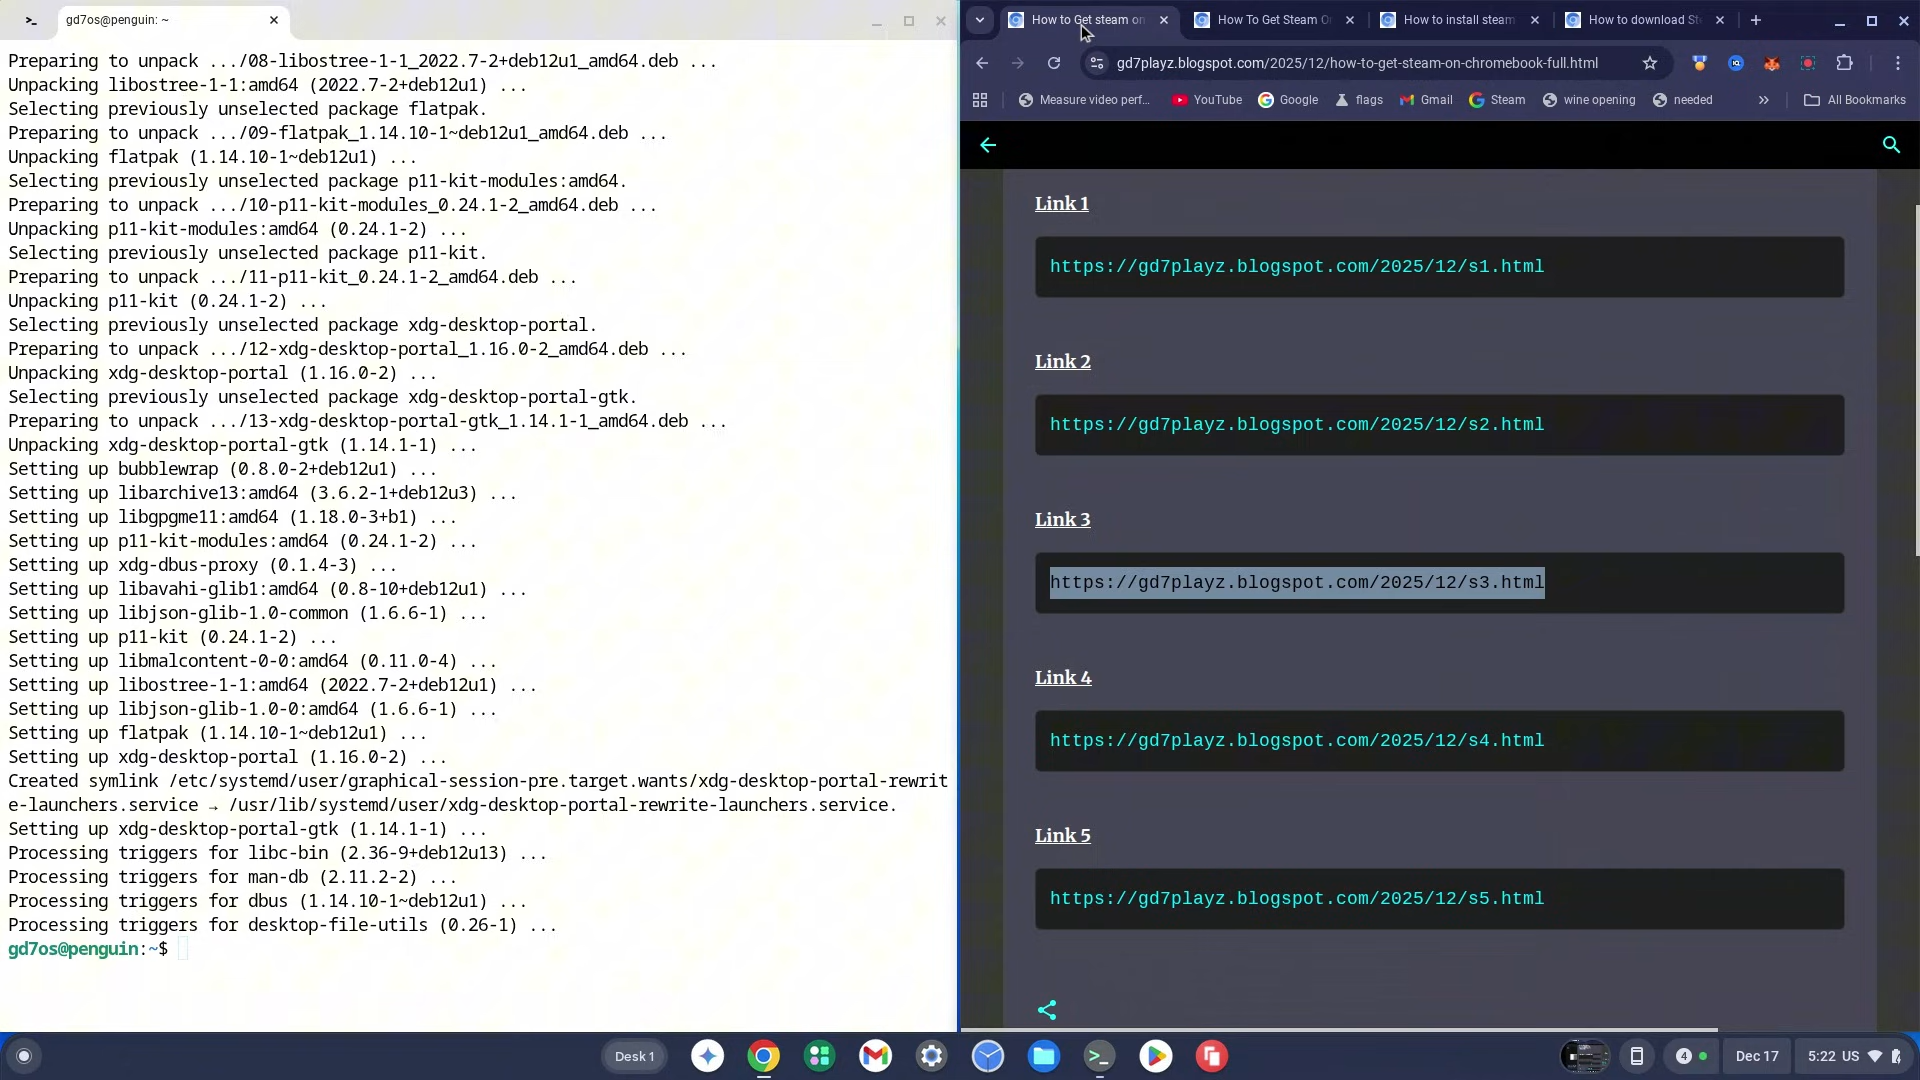 gd7os@penguin: ~
Preparing to unpack .../08-libostree-1-1_2022.7-2+deb12u1_amd64.deb ...
Unpacking libostree-1-1:amd64 (2022.7-2+deb12u1) ...
Selecting previously unselected package flatpak.
Preparing to unpack .../09-flatpak_1.14.10-1~deb12u1_amd64.deb ...
Unpacking flatpak (1.14.10-1~deb12u1) ...
Selecting previously unselected package p11-kit-modules:amd64.
Preparing to unpack .../10-p11-kit-modules_0.24.1-2_amd64.deb ...
Unpacking p11-kit-modules:amd64 (0.24.1-2) ...
Selecting previously unselected package p11-kit.
Preparing to unpack .../11-p11-kit_0.24.1-2_amd64.deb ...
Unpacking p11-kit (0.24.1-2) ...
Selecting previously unselected package xdg-desktop-portal.
Preparing to unpack .../12-xdg-desktop-portal_1.16.0-2_amd64.deb ...
Unpacking xdg-desktop-portal (1.16.0-2) ...
Selecting previously unselected package xdg-desktop-portal-gtk.
Preparing to unpack .../13-xdg-desktop-portal-gtk_1.14.1-1_amd64.deb ...
Unpacking xdg-desktop-portal-gtk (1.14.1-1) ...
Setting up bubblewrap (0.8.0-2+deb12u1) ...
Setting up libarchive13:amd64 (3.6.2-1+deb12u3) ...
Setting up libgpgme11:amd64 (1.18.0-3+b1) ...
Setting up p11-kit-modules:amd64 (0.24.1-2) ...
Setting up xdg-dbus-proxy (0.1.4-3) ...
Setting up libavahi-glib1:amd64 (0.8-10+deb12u1) ...
Setting up libjson-glib-1.0-common (1.6.6-1) ...
Setting up p11-kit (0.24.1-2) ...
Setting up libmalcontent-0-0:amd64 (0.11.0-4) ...
Setting up libostree-1-1:amd64 (2022.7-2+deb12u1) ...
Setting up libjson-glib-1.0-0:amd64 (1.6.6-1) ...
Setting up flatpak (1.14.10-1~deb12u1) ...
Setting up xdg-desktop-portal (1.16.0-2) ...
Created symlink /etc/systemd/user/graphical-session-pre.target.wants/xdg-desktop-portal-rewrit
e-launchers.service → /usr/lib/systemd/user/xdg-desktop-portal-rewrite-launchers.service.
Setting up xdg-desktop-portal-gtk (1.14.1-1) ...
Processing triggers for libc-bin (2.36-9+deb12u13) ...
Processing triggers for man-db (2.11.2-2) ...
Processing triggers for dbus (1.14.10-1~deb12u1) ...
Processing triggers for desktop-file-utils (0.26-1) ...
gd7os@penguin:~$
How to Get steam on How To Get Steam O How to install steam How to download St
gd7playz.blogspot.com/2025/12/how-to-get-steam-on-chromebook-full.html
Measure video perf... YouTube Google flags Gmail Steam wine opening needed » All Bookmarks
Link 1
https://gd7playz.blogspot.com/2025/12/s1.html
Link 2
https://gd7playz.blogspot.com/2025/12/s2.html
Link 3
https://gd7playz.blogspot.com/2025/12/s3.html
Link 4
https://gd7playz.blogspot.com/2025/12/s4.html
Link 5
https://gd7playz.blogspot.com/2025/12/s5.html
Desk 1 4 Dec 17 5:22 US